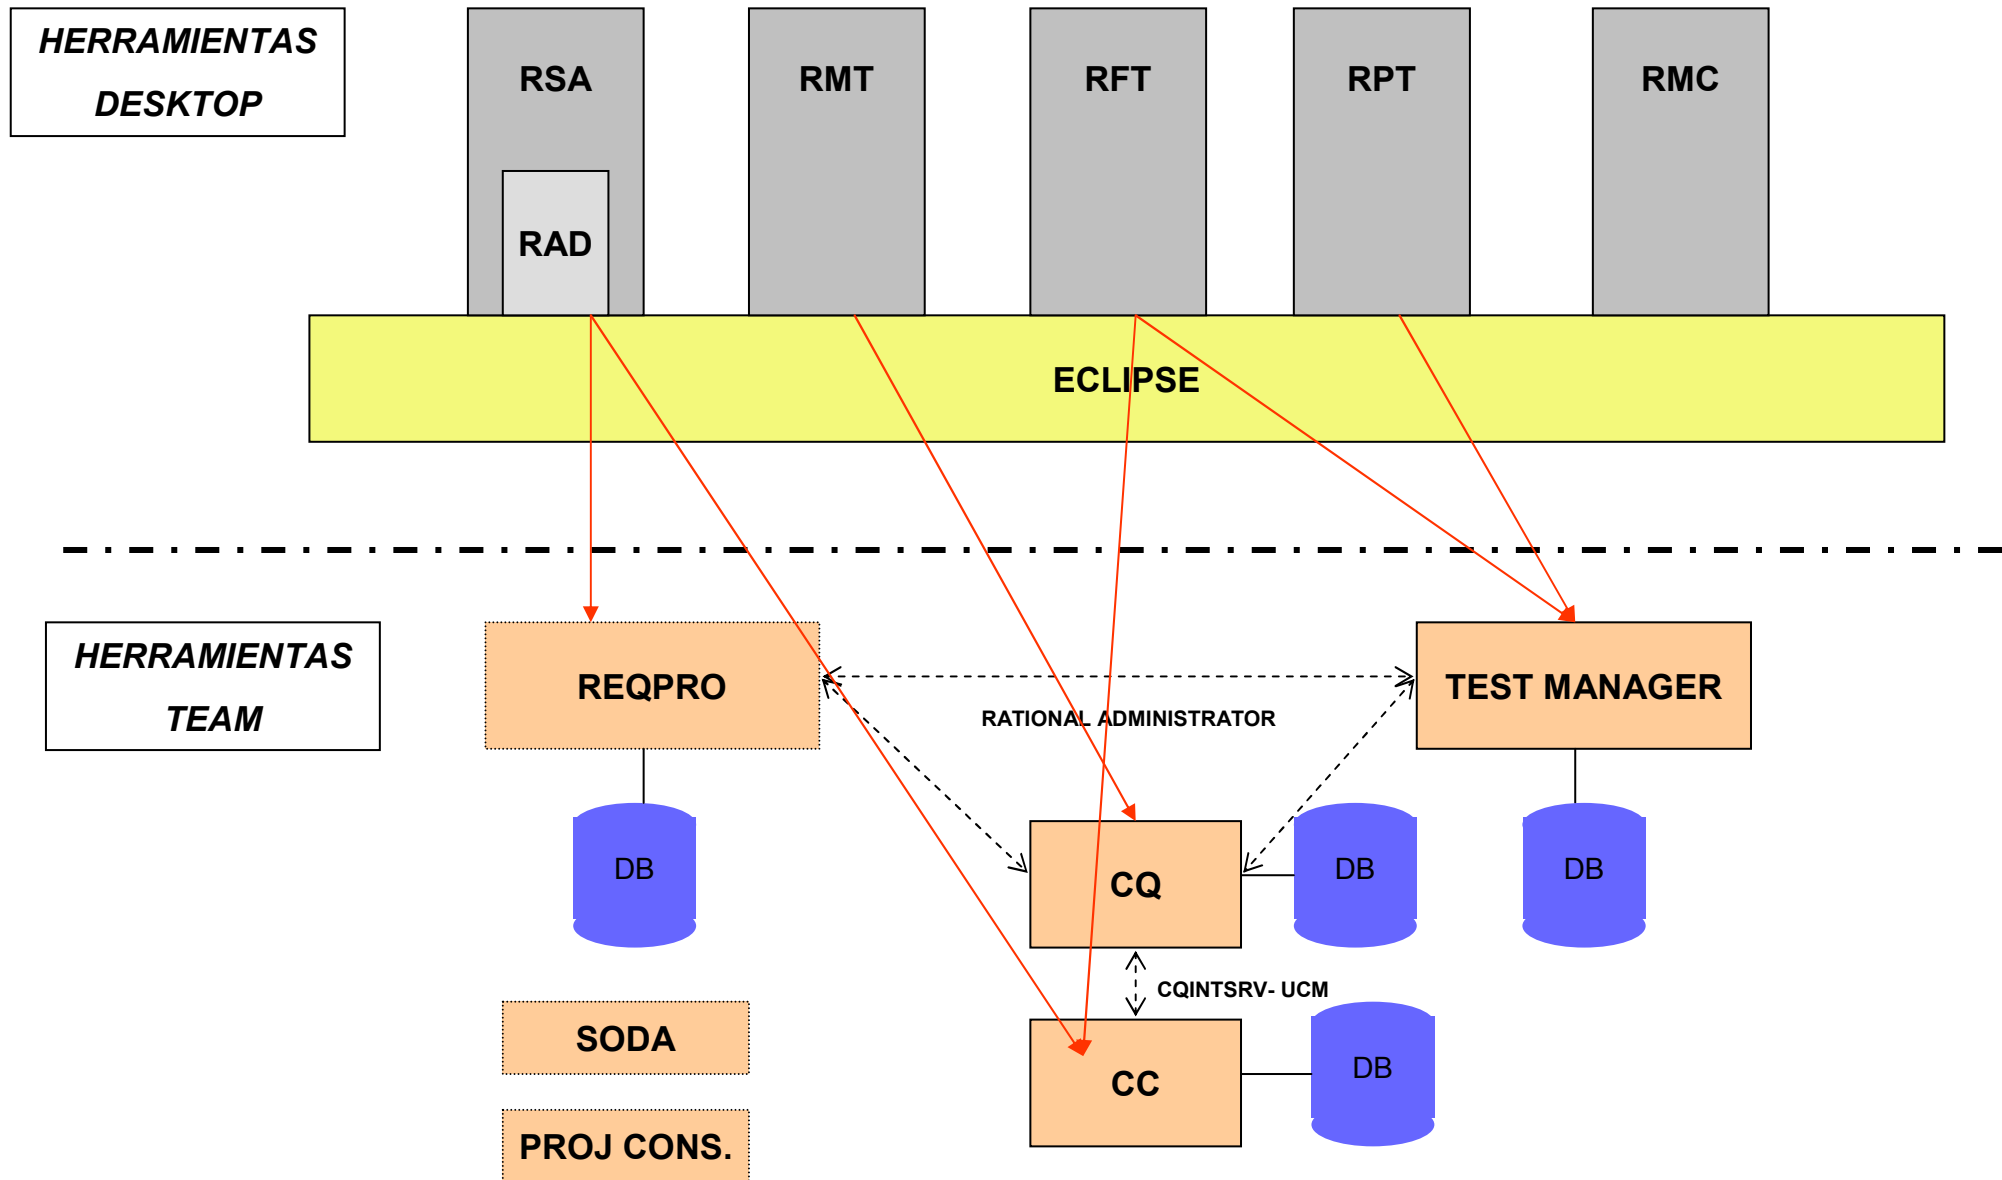 HERRAMIENTAS
DESKTOP
RSA
RMT
RFT
RPT
RMC
RAD
ECLIPSE
HERRAMIENTAS
TEAM
REQPRO
TEST MANAGER
RATIONAL ADMINISTRATOR
DB
CQ
DB
DB
CQINTSRV- UCM
SODA
CC
DB
PROJ CONS.